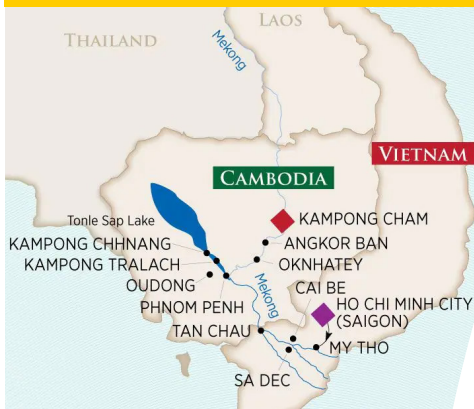 LAOS
THAILAND
Mekong
VIETNAM
CAMBODIA
Tonle Sap Lake
KAMPONG CHAM
KAMPONG CHHNANG
ANGKOR BAN
KAMPONG TRALACH
OKNHATEY
OUDONG
Mekong
CAI BE
PHNOM PENH
HO CHI MINH CITY
(SAIGON)
TAN CHAU
MY THO
SA DEC